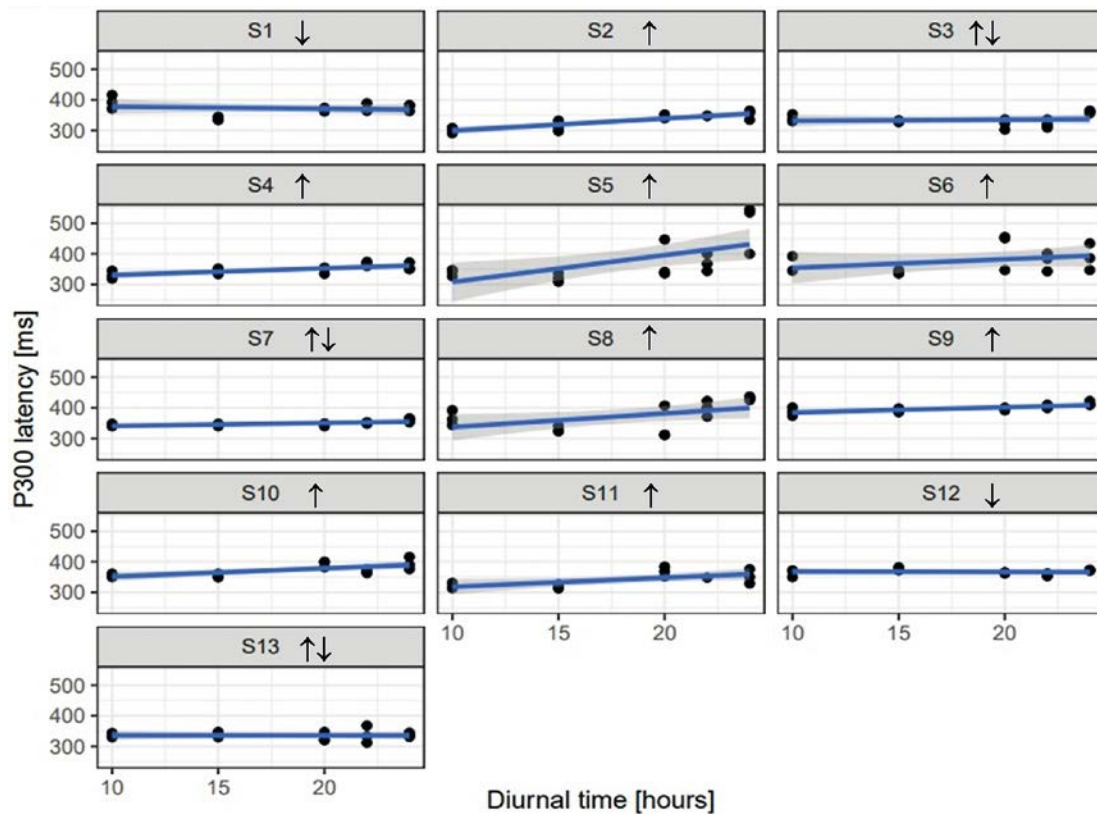 S1 ↓
S2 ↑
S3 ↑↓
500
400
300
S4 ↑
S5 ↑
S6 ↑
500
400
300
S7 ↑↓
S8 ↑
S9 ↑
500
400
300
S10 ↑
S11 ↑
S12 ↓
500
400
300
10 15 20
10 15 20
S13 ↑↓
500
400
300
10 20
P300 latency [ms]
Diurnal time [hours]